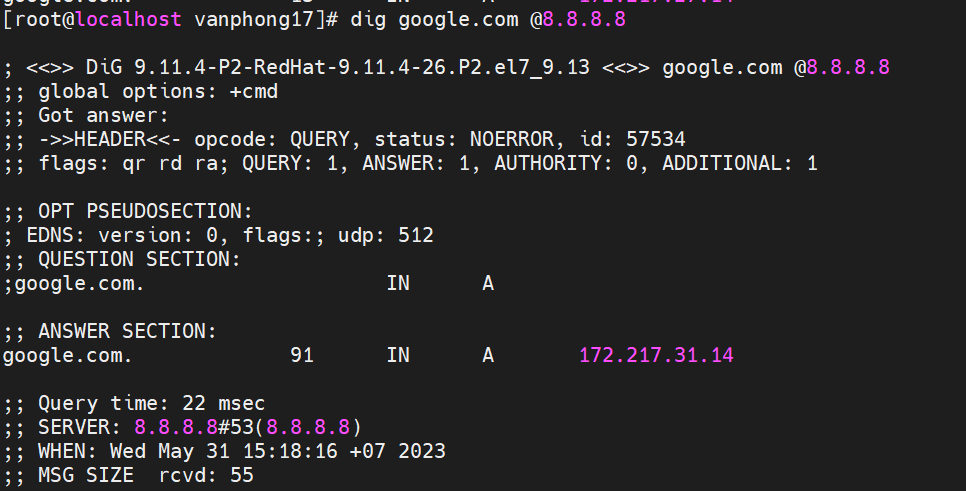 [root@localhost vanphong17]# dig google.com @8.8.8.8

; <<>> DiG 9.11.4-P2-RedHat-9.11.4-26.P2.el7_9.13 <<>> google.com @8.8.8.8
;; global options: +cmd
;; Got answer:
;; ->>HEADER<<- opcode: QUERY, status: NOERROR, id: 57534
;; flags: qr rd ra; QUERY: 1, ANSWER: 1, AUTHORITY: 0, ADDITIONAL: 1

;; OPT PSEUDOSECTION:
; EDNS: version: 0, flags:; udp: 512
;; QUESTION SECTION:
;google.com.                    IN      A

;; ANSWER SECTION:
google.com.             91      IN      A       172.217.31.14

;; Query time: 22 msec
;; SERVER: 8.8.8.8#53(8.8.8.8)
;; WHEN: Wed May 31 15:18:16 +07 2023
;; MSG SIZE  rcvd: 55